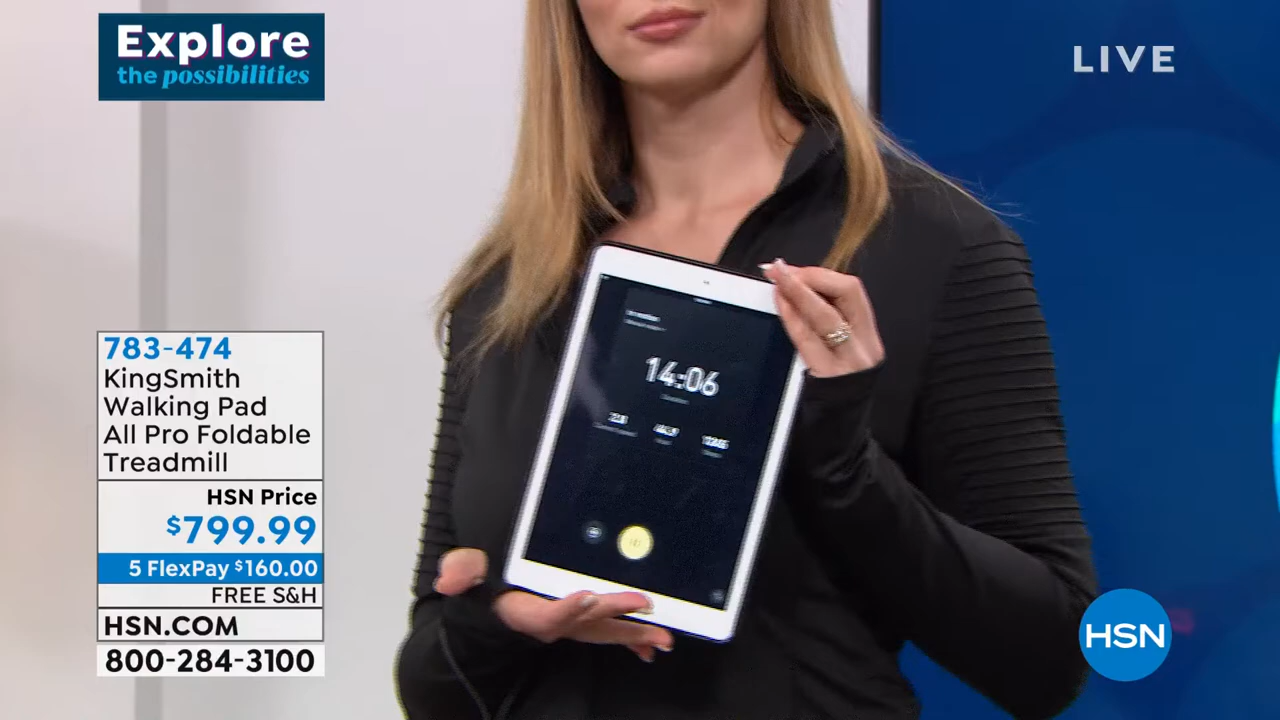 Explore
the possibilities
LIVE
783-474
KingSmith
Walking Pad
All Pro Foldable
Treadmill
HSN Price
$799.99
5 FlexPay $160.00
FREE S&H
HSN.COM
800-284-3100
14:06
HSN